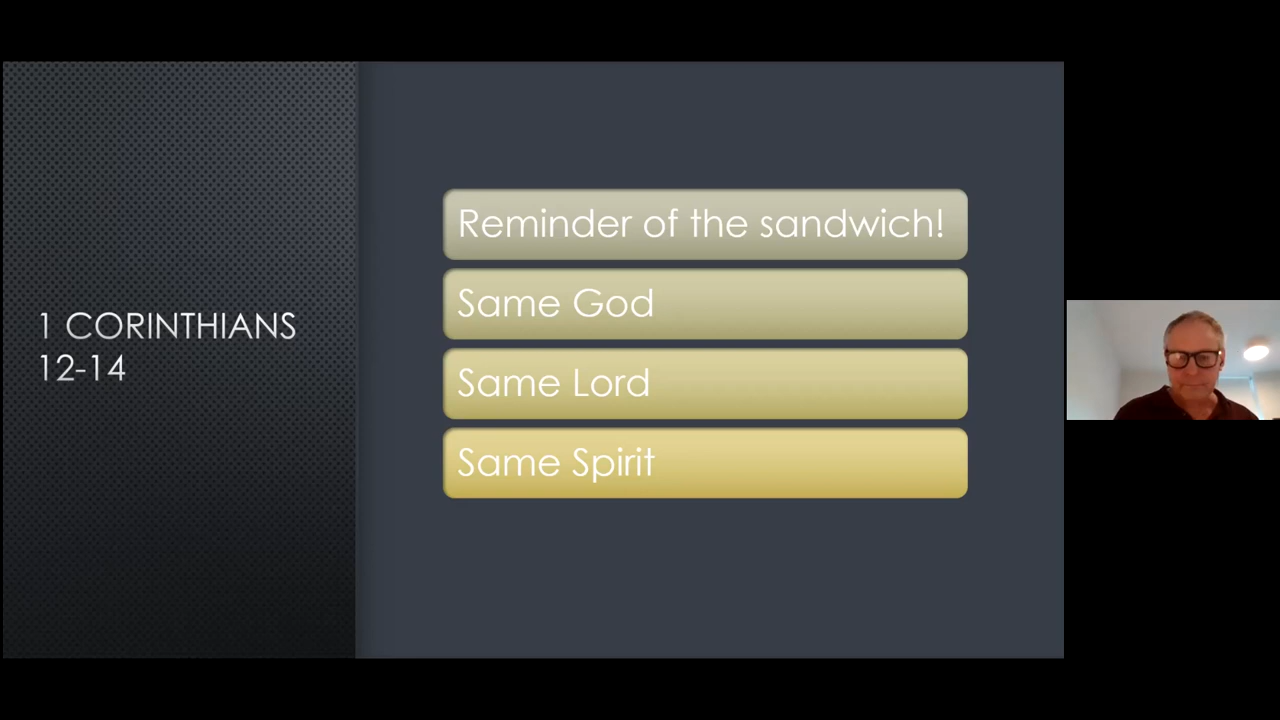 1 CORINTHIANS
12-14
Reminder of the sandwich!
Same God
Same Lord
Same Spirit